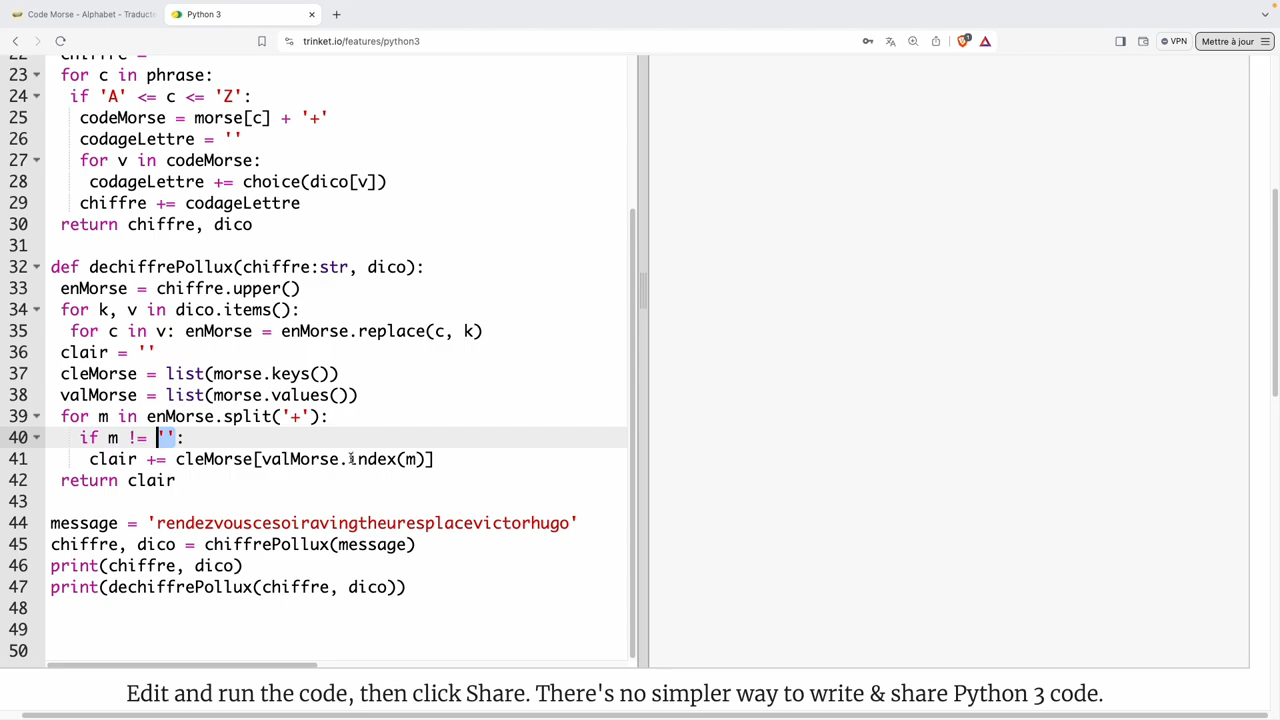 Code Morse - Alphabet - Traducte
Python 3
trinket.io/features/python3
1
VPN
Mettre à jour
23 for c in phrase:
24 if 'A' <= c <= 'Z':
25 codeMorse = morse[c] + '+'
26 codageLettre = ''
27 for v in codeMorse:
28 codageLettre += choice(dico[v])
29 chiffre += codageLettre
30 return chiffre, dico
31
32 def dechiffrePollux(chiffre:str, dico):
33 enMorse = chiffre.upper()
34 for k, v in dico.items():
35 for c in v: enMorse = enMorse.replace(c, k)
36 clair = ''
37 cleMorse = list(morse.keys())
38 valMorse = list(morse.values())
39 for m in enMorse.split('+'):
40 if m != '':
41 clair += cleMorse[valMorse.index(m)]
42 return clair
43
44 message = 'rendezvouscesoiravingtheuresplacevictorhugo'
45 chiffre, dico = chiffrePollux(message)
46 print(chiffre, dico)
47 print(dechiffrePollux(chiffre, dico))
48
49
50
Edit and run the code, then click Share. There's no simpler way to write & share Python 3 code.